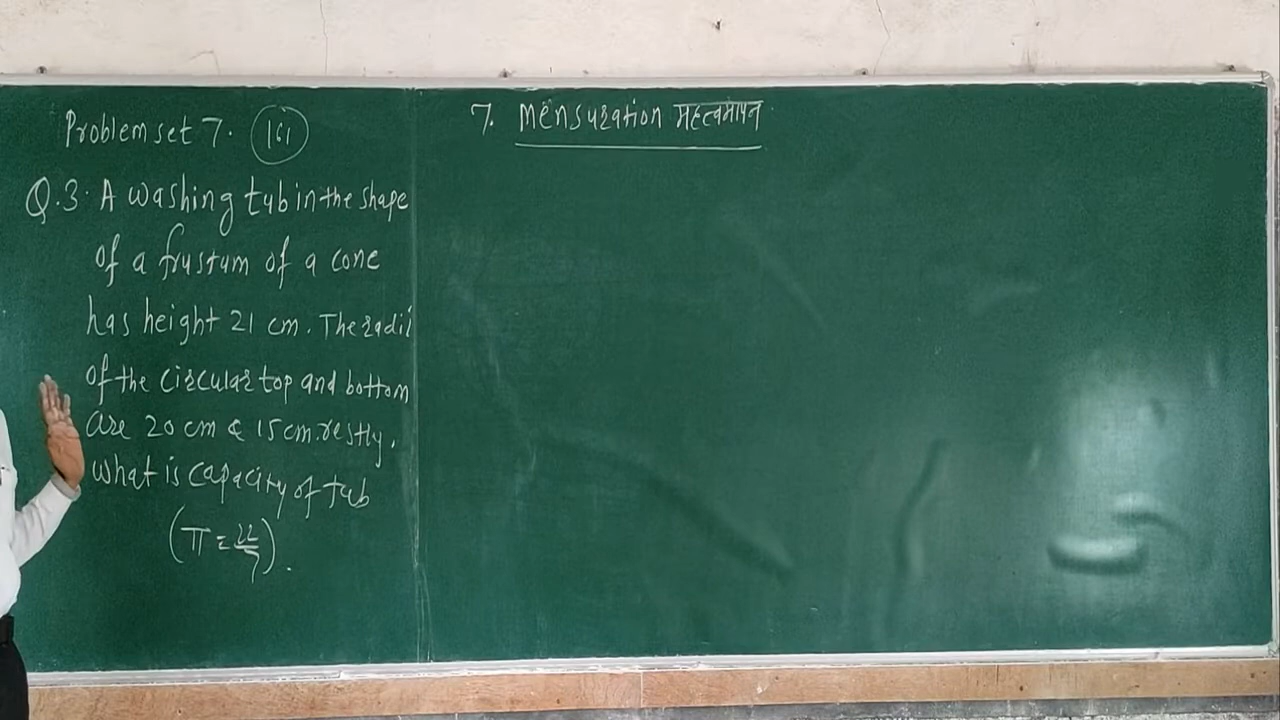 Problem set 7. 161
Q.3. A washing tub in the shape
of a frustum of a cone
has height 21 cm. The radii
of the circular top and bottom
are 20 cm & 15 cm. restly.
What is capacity of tub
(π = 22/7).
7. Mensuration महत्वमापन